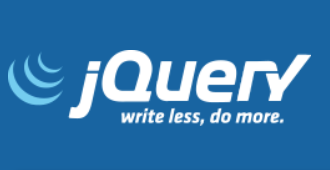 jQuery
write less, do more.